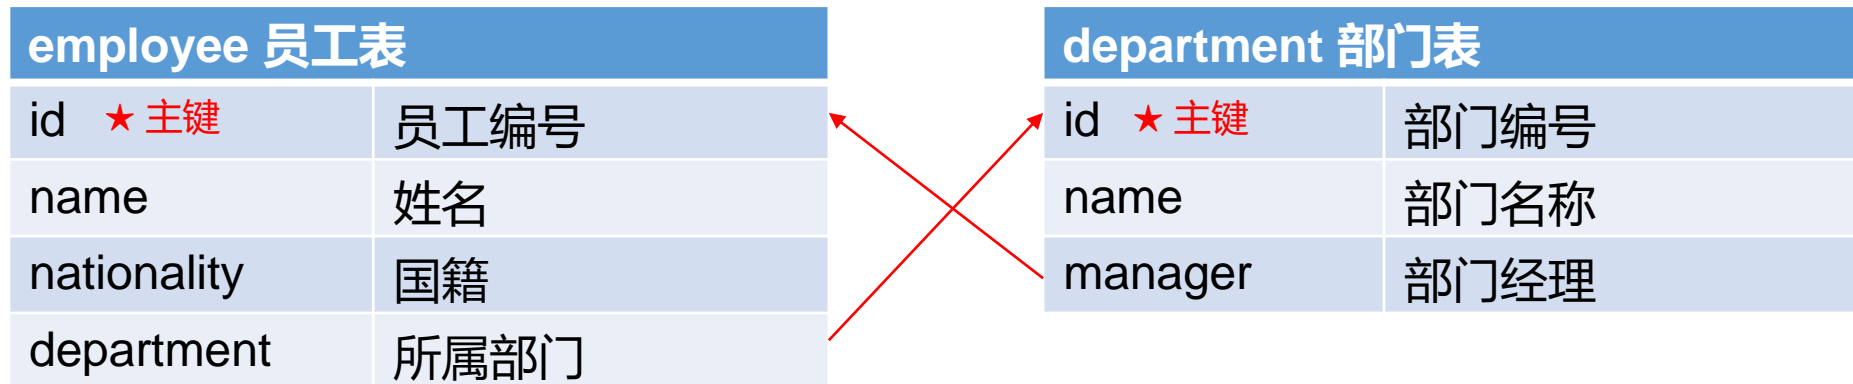 employee 员工表
id ★ 主键 员工编号
name 姓名
nationality 国籍
department 所属部门
department 部门表
id ★ 主键 部门编号
name 部门名称
manager 部门经理